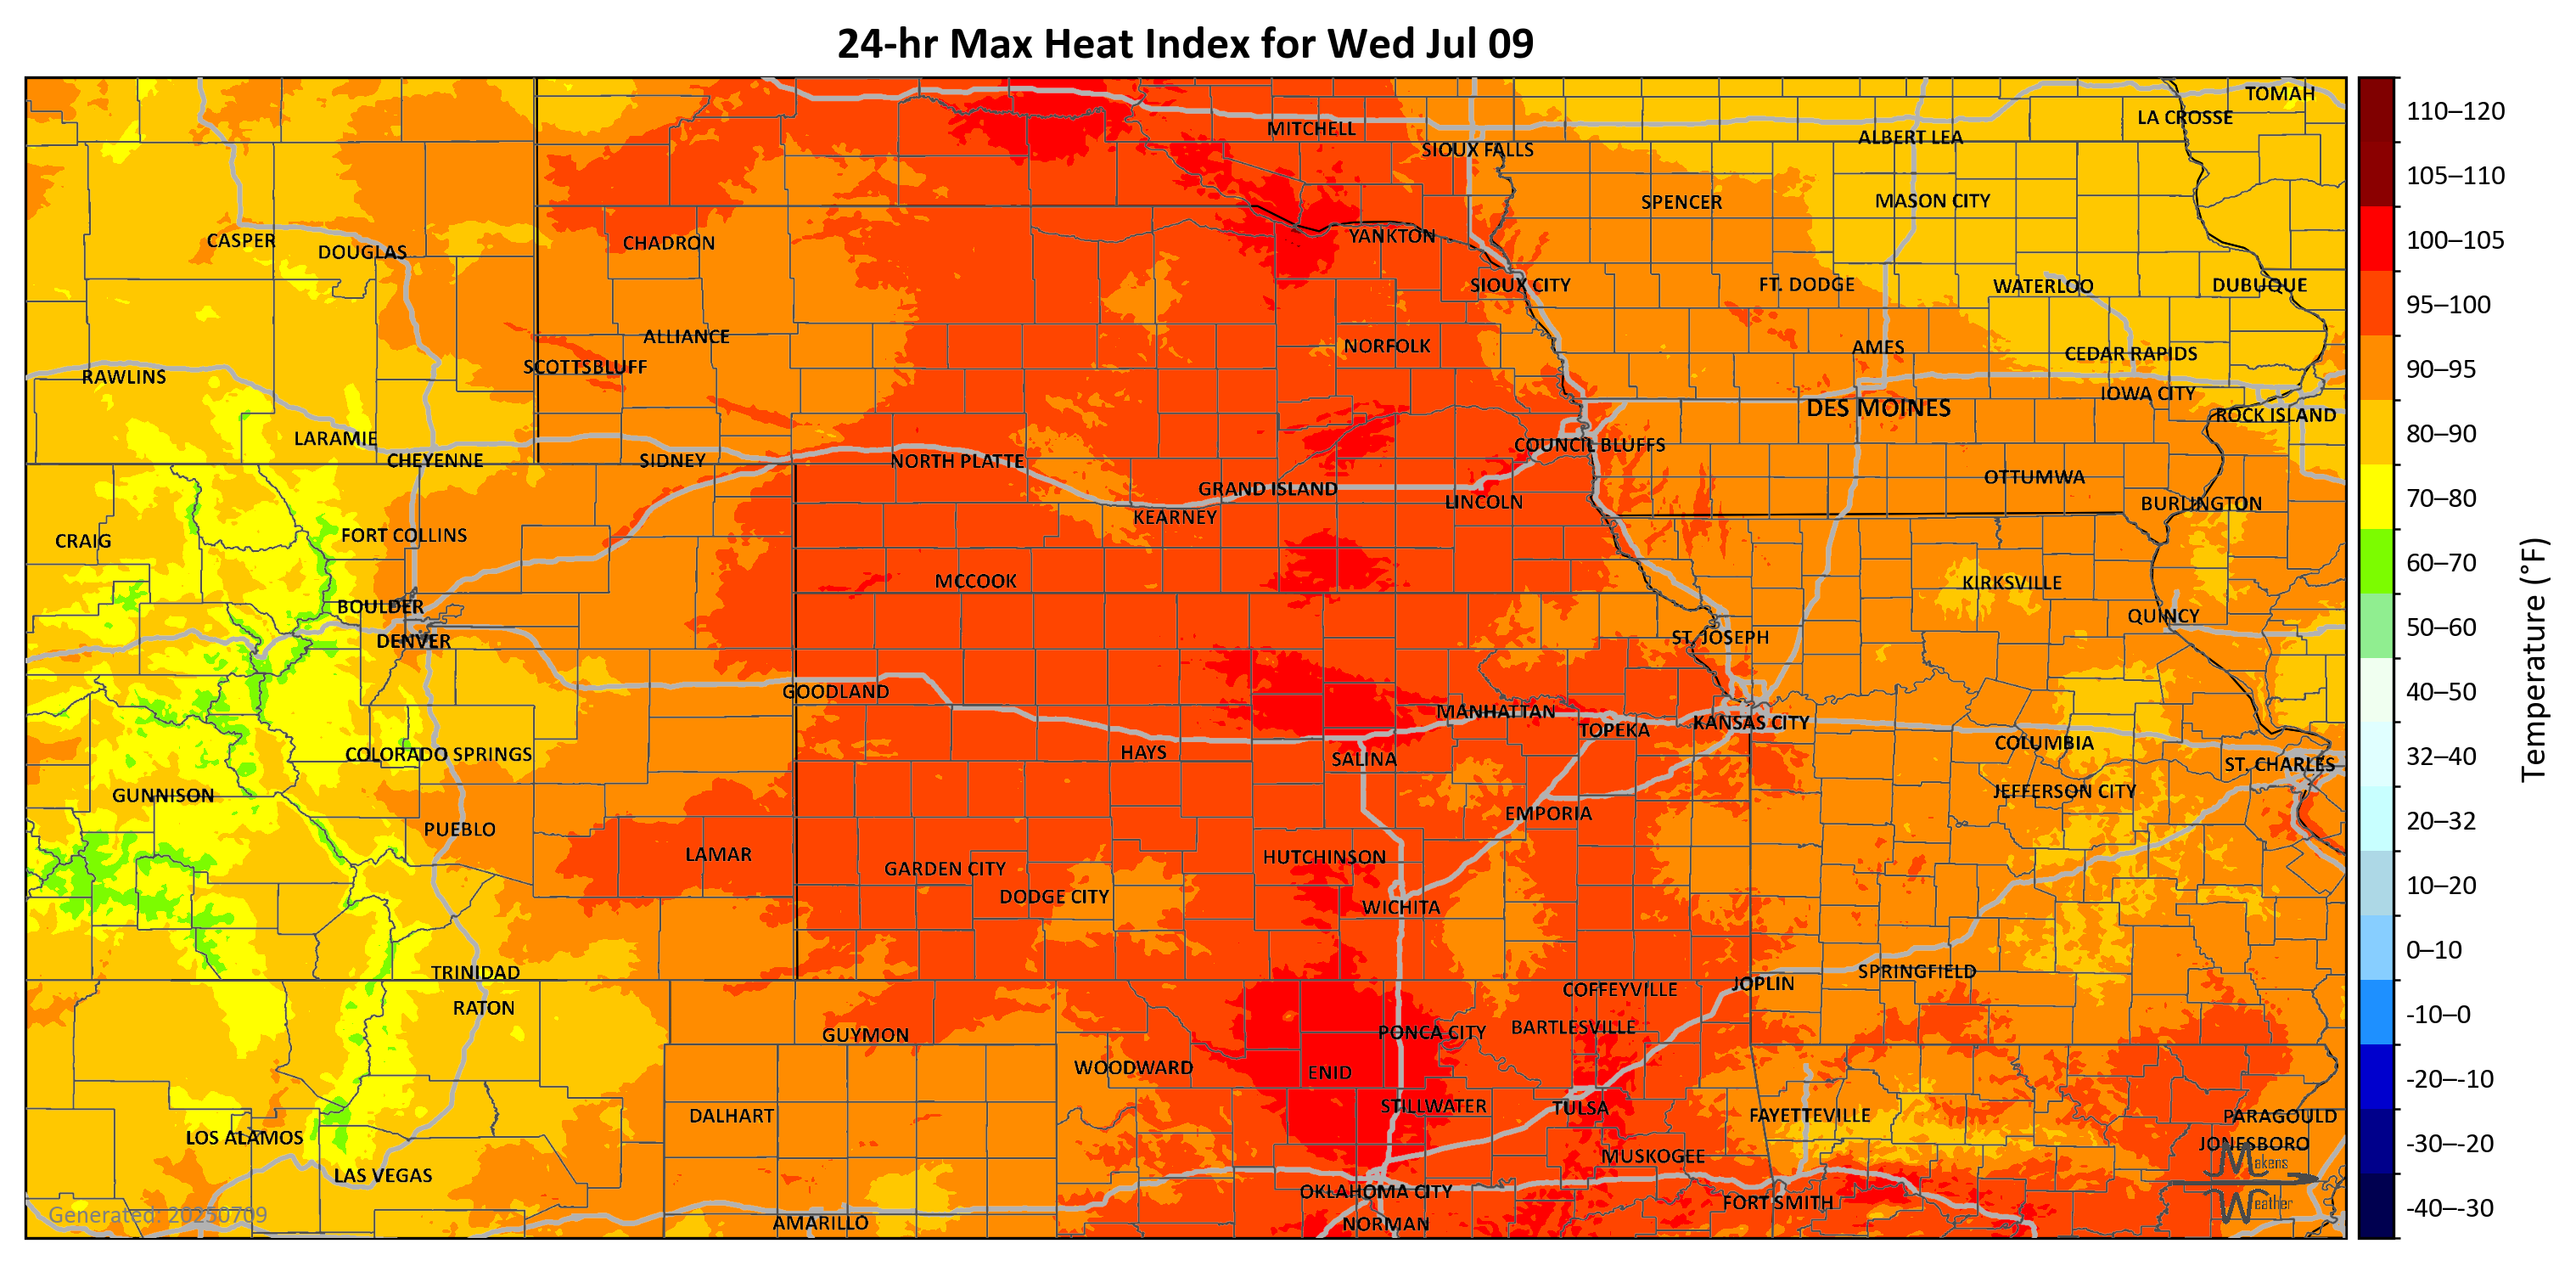 24-hr Max Heat Index for Wed Jul 09
TOMAH
LA CROSSE
MITCHELL
ALBERT LEA
SIOUX FALLS
SPENCER
MASON CITY
CASPER
DOUGLAS
CHADRON
YANKTON
SIOUX CITY
FT. DODGE
WATERLOO
DUBUQUE
ALLIANCE
NORFOLK
AMES
CEDAR RAPIDS
SCOTTSBLUFF
RAWLINS
IOWA CITY
DES MOINES
ROCK ISLAND
LARAMIE
COUNCIL BLUFFS
CHEYENNE
SIDNEY
NORTH PLATTE
OTTUMWA
GRAND ISLAND
LINCOLN
BURLINGTON
KEARNEY
FORT COLLINS
CRAIG
MCCOOK
KIRKSVILLE
BOULDER
QUINCY
DENVER
ST. JOSEPH
GOODLAND
MANHATTAN
KANSAS CITY
TOPEKA
COLUMBIA
COLORADO SPRINGS
HAYS
SALINA
ST. CHARLES
GUNNISON
JEFFERSON CITY
EMPORIA
PUEBLO
LAMAR
HUTCHINSON
GARDEN CITY
DODGE CITY
WICHITA
TRINIDAD
SPRINGFIELD
JOPLIN
COFFEYVILLE
RATON
GUYMON
PONCA CITY
BARTLESVILLE
WOODWARD
ENID
STILLWATER
TULSA
DALHART
FAYETTEVILLE
PARAGOULD
LOS ALAMOS
JONESBORO
MUSKOGEE
LAS VEGAS
OKLAHOMA CITY
FORT SMITH
AMARILLO
NORMAN
Generated: 20250709
Makens
Weather
110–120
105–110
100–105
95–100
90–95
80–90
70–80
60–70
50–60
40–50
32–40
20–32
10–20
0–10
-10–0
-20–-10
-30–-20
-40–-30
Temperature (°F)